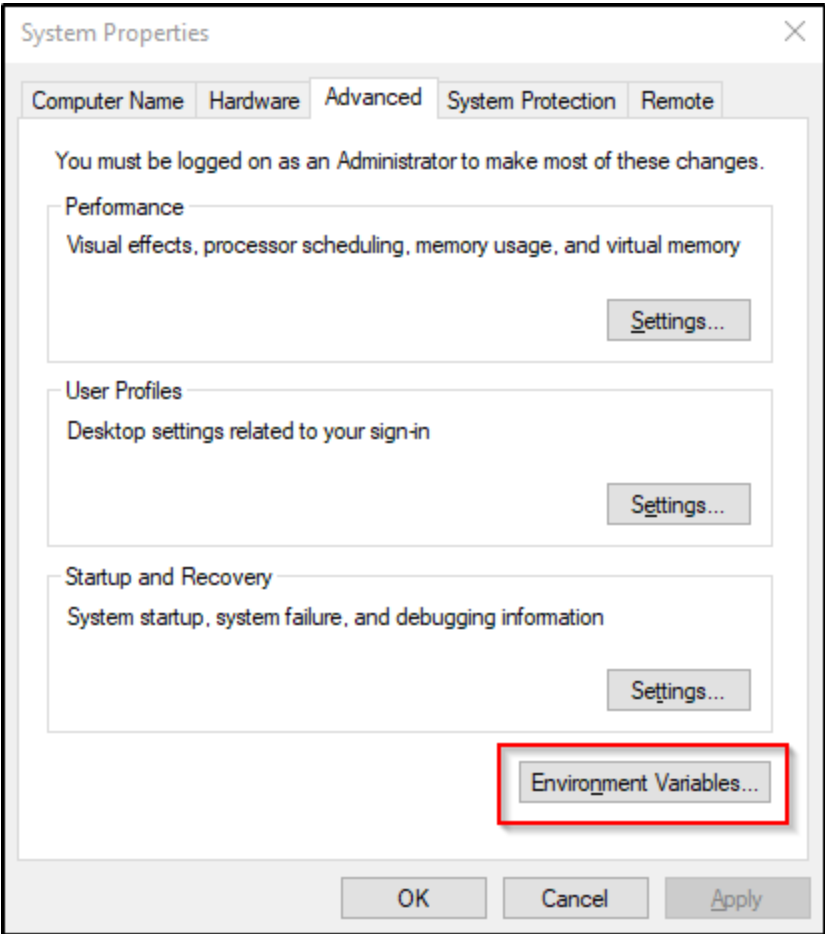 System Properties
Computer Name Hardware Advanced System Protection Remote
You must be logged on as an Administrator to make most of these changes.
Performance
Visual effects, processor scheduling, memory usage, and virtual memory
Settings...
User Profiles
Desktop settings related to your sign-in
Settings...
Startup and Recovery
System startup, system failure, and debugging information
Settings...
Environment Variables...
OK Cancel Apply